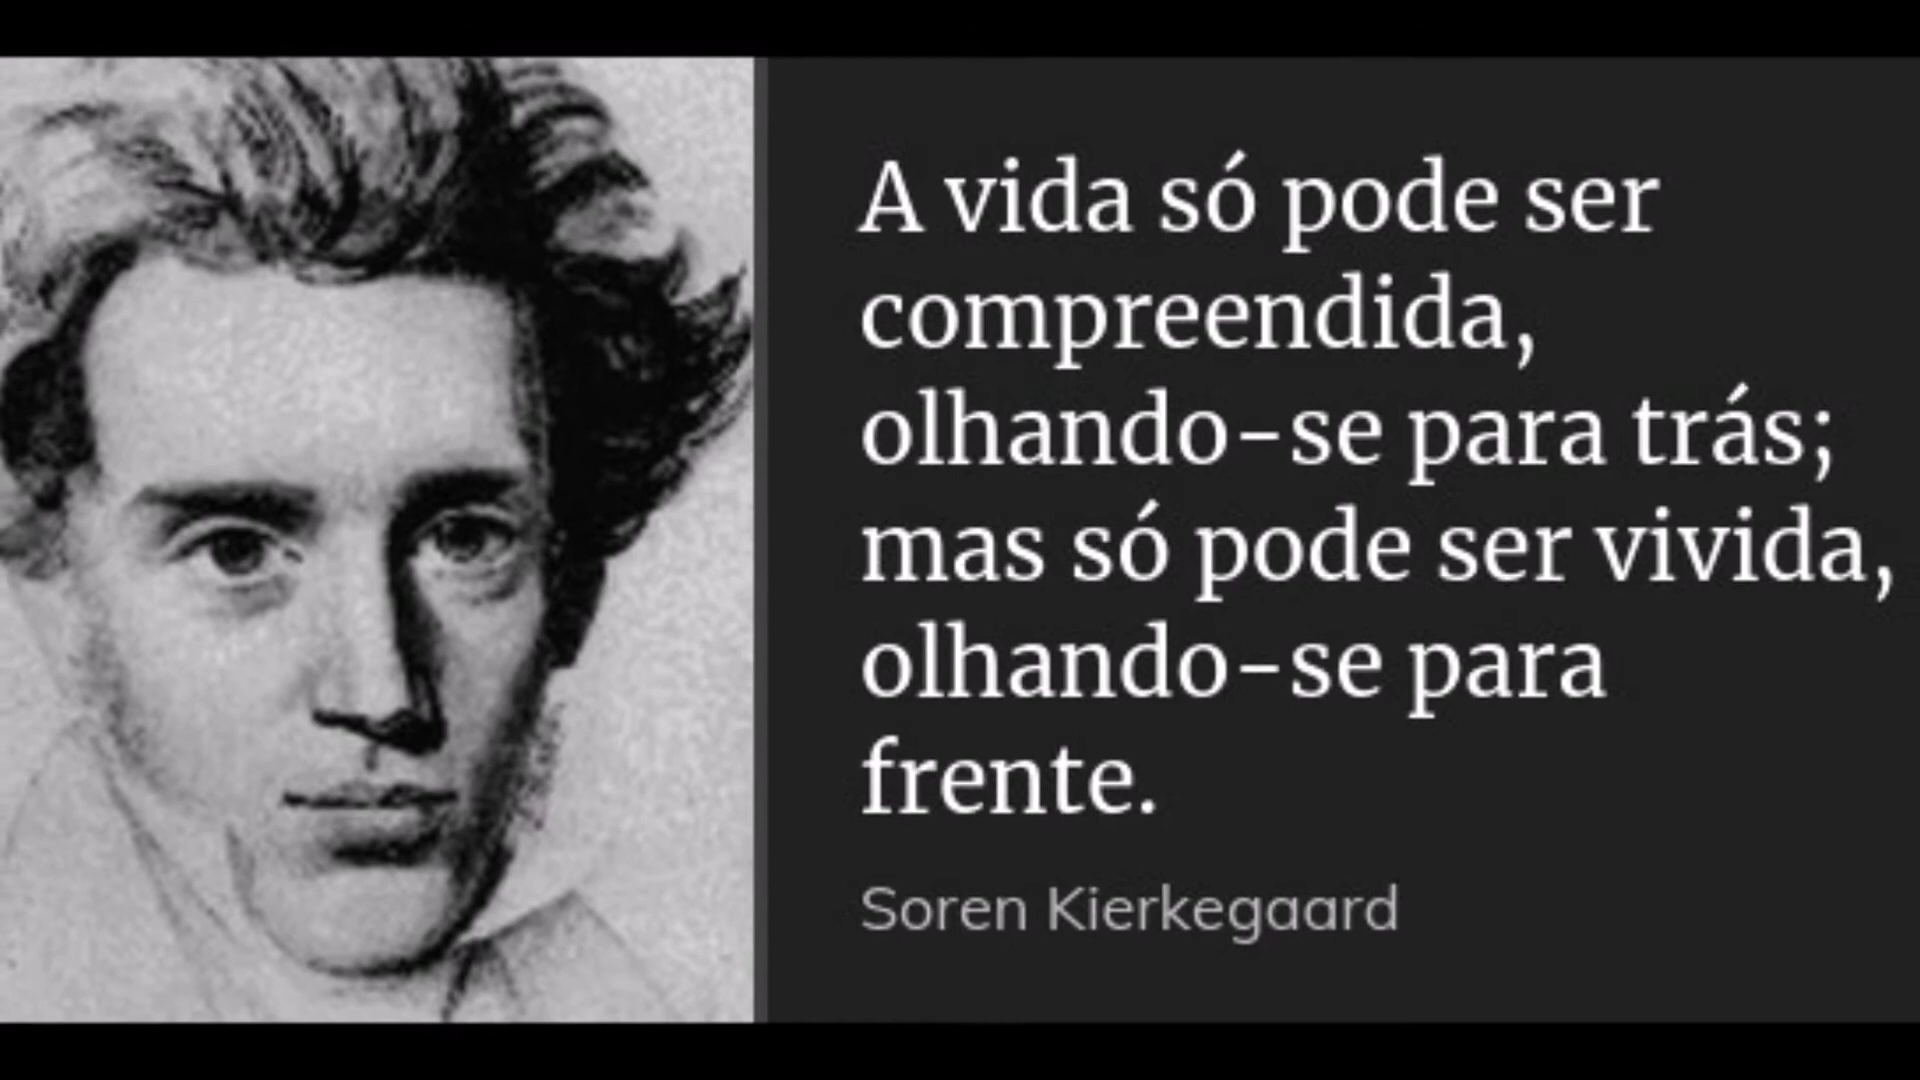 A vida só pode ser
compreendida,
olhando-se para trás;
mas só pode ser vivida,
olhando-se para
frente.
Soren Kierkegaard